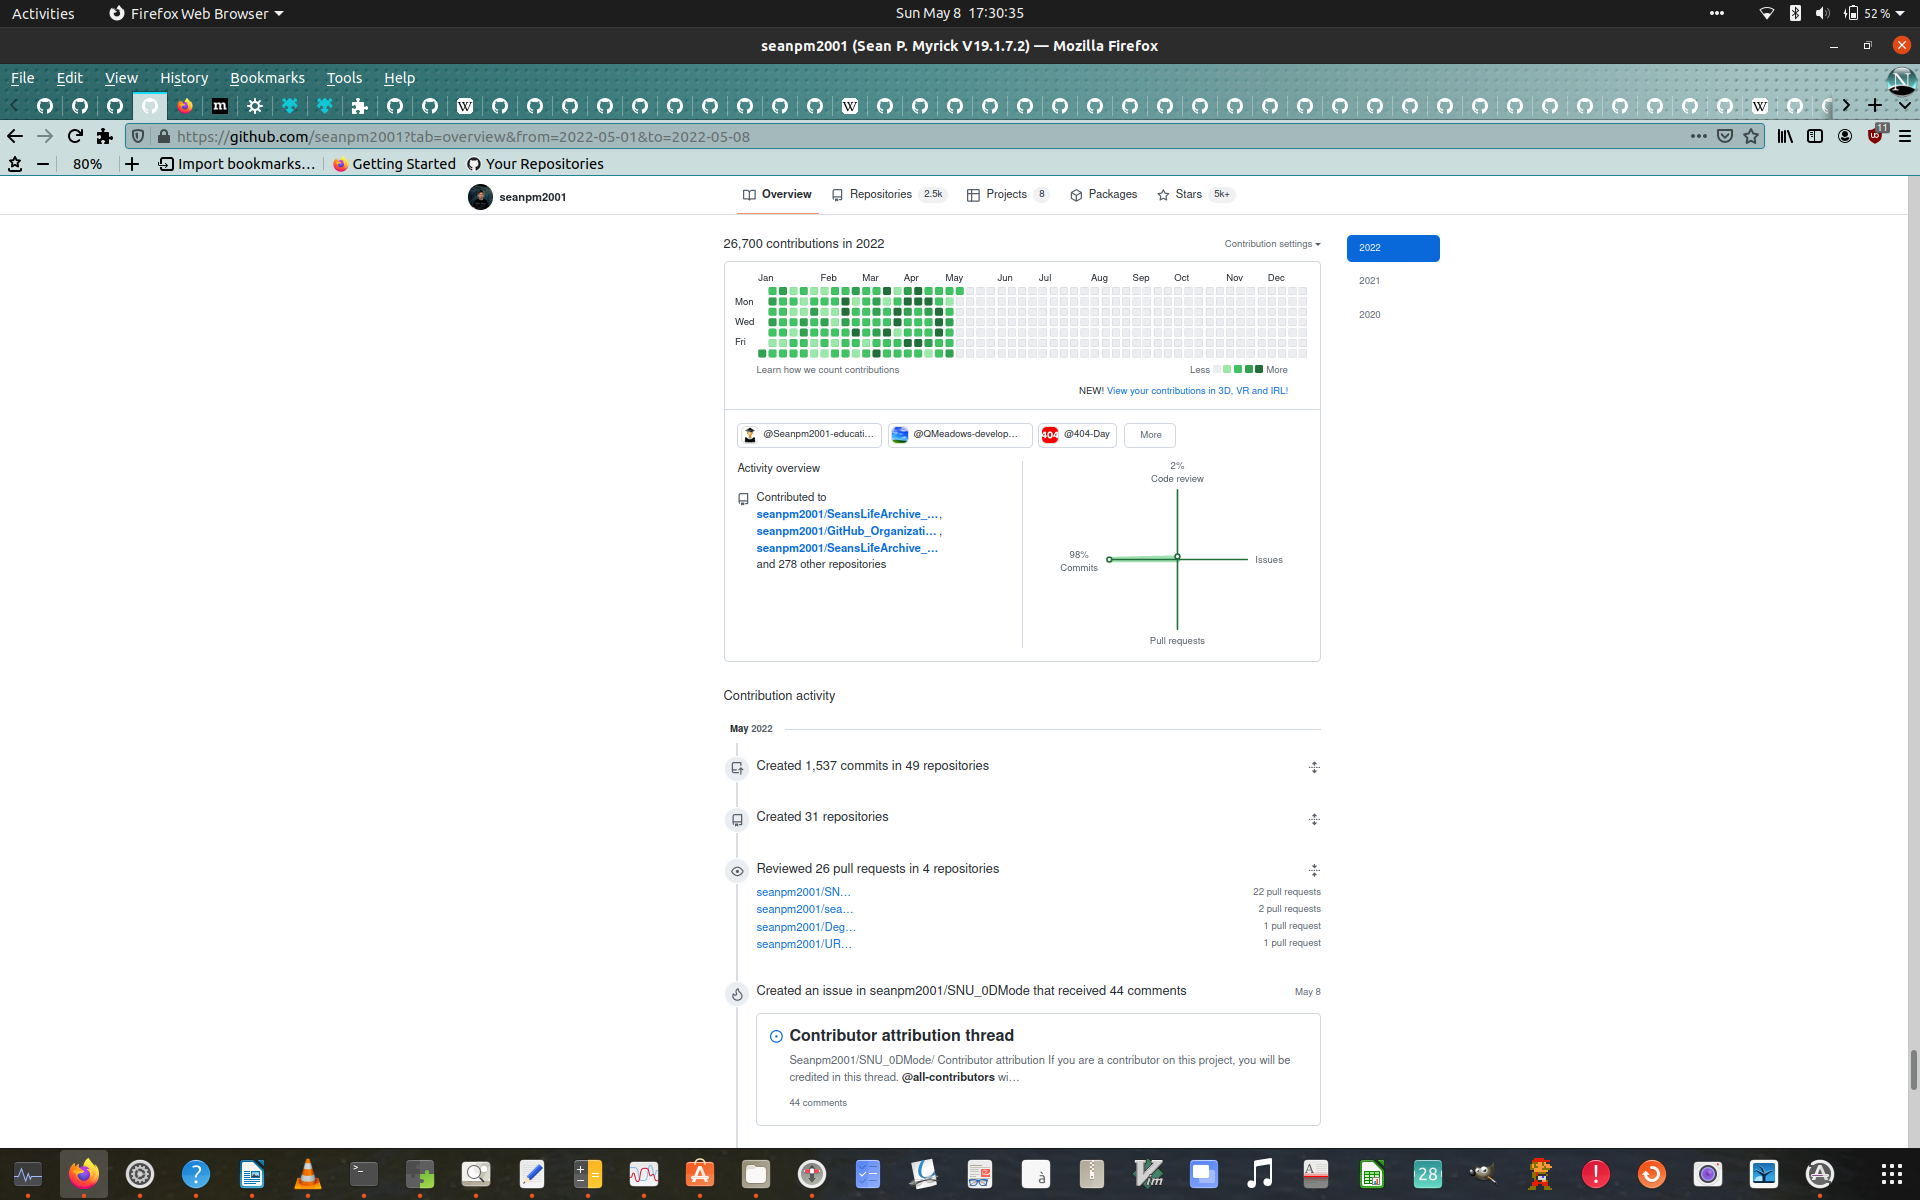 Activities
Firefox Web Browser
Sun May 8 17:30:35
52 %
seanpm2001 (Sean P. Myrick V19.1.7.2) — Mozilla Firefox
File Edit View History Bookmarks Tools Help
N
m
W
W
W
https://github.com/seanpm2001?tab=overview&from=2022-05-01&to=2022-05-08
11
80%
Import bookmarks…
Getting Started
Your Repositories
seanpm2001
Overview
Repositories 2.5k
Projects 8
Packages
Stars 5k+
26,700 contributions in 2022
Contribution settings
2022
2021
2020
Jan Feb Mar Apr May Jun Jul Aug Sep Oct Nov Dec
Mon
Wed
Fri
Learn how we count contributions
Less
More
NEW! View your contributions in 3D, VR and IRL!
@Seanpm2001-educati…
@QMeadows-develop…
404 @404-Day
More
Activity overview
Contributed to
seanpm2001/SeansLifeArchive_…,
seanpm2001/GitHub_Organizati… ,
seanpm2001/SeansLifeArchive_…
and 278 other repositories
2%
Code review
98%
Commits
Issues
Pull requests
Contribution activity
May 2022
Created 1,537 commits in 49 repositories
Created 31 repositories
Reviewed 26 pull requests in 4 repositories
seanpm2001/SN… 22 pull requests
seanpm2001/sea… 2 pull requests
seanpm2001/Deg… 1 pull request
seanpm2001/UR… 1 pull request
Created an issue in seanpm2001/SNU_0DMode that received 44 comments
May 8
Contributor attribution thread
Seanpm2001/SNU_0DMode/ Contributor attribution If you are a contributor on this project, you will be
credited in this thread. @all-contributors wi…
44 comments
?
>_
à
Vim
A
28